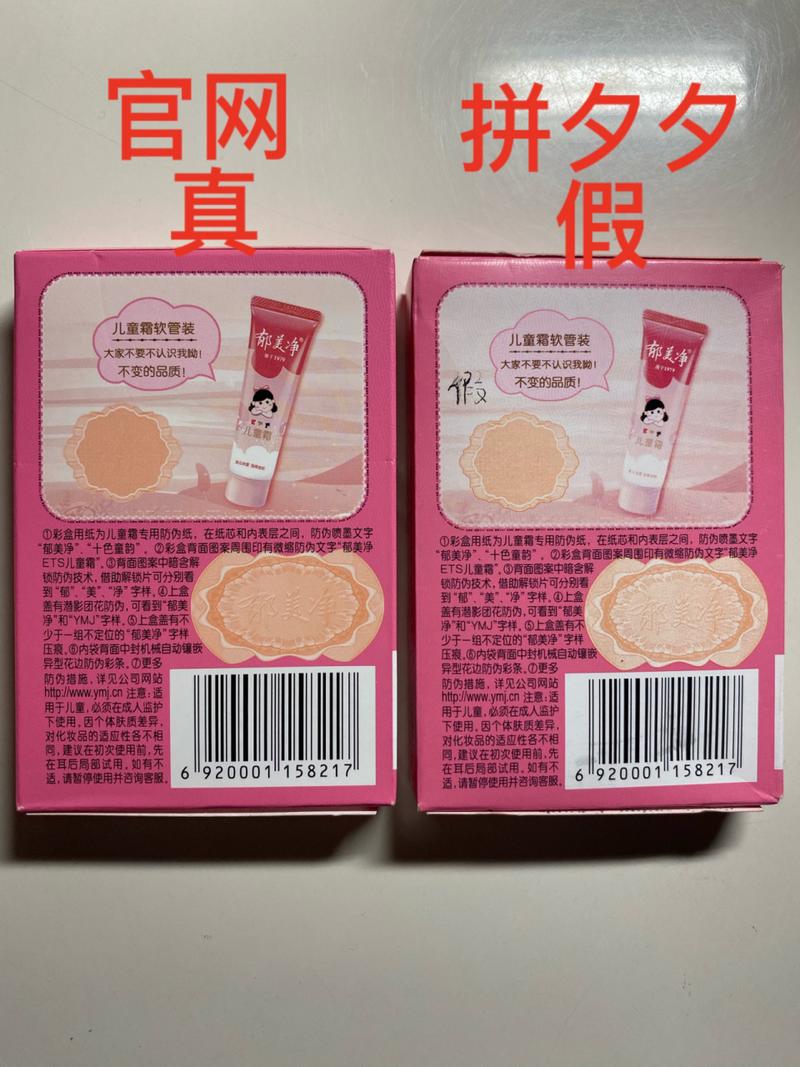 官网
真
拼夕夕
假
儿童霜软管装
大家不要不认识我呦！
不变的品质！
郁美净
①彩盒用纸为儿童霜专用防伪纸，在纸芯和内表层之间，防伪喷墨文字
“郁美净”、“十色童韵”。②彩盒背面图案周围印有微缩防伪文字“郁美净
ETS儿童霜”。③背面图案中暗含解
锁防伪技术，借助解锁片可分别看
到“郁”、“美”、“净”字样。④上盒
盖有潜影团花防伪，可看到“郁美
净”和“YMJ”字样。⑤上盒盖有不
少于一组不定位的“郁美净”字样
压痕。⑥内袋背面中封机械自动镶嵌
异型花边防伪彩条。⑦更多
防伪措施，详见公司网站
http://www.ymj.cn 注意：适
用于儿童，必须在成人监护
下使用，因个体肤质差异，
对化妆品的适应性各不相
同，建议在初次使用前，先
在耳后局部试用，如有不
适，请暂停使用并咨询客服。
郁美净
6 920001 158217
儿童霜软管装
大家不要不认识我呦！
不变的品质！
假
郁美净
儿童霜
①彩盒用纸为儿童霜专用防伪纸，在纸芯和内表层之间，防伪喷墨文字
“郁美净”、“十色童韵”。②彩盒背面图案周围印有微缩防伪文字“郁美净
ETS儿童霜”。③背面图案中暗含解
锁防伪技术，借助解锁片可分别看
到“郁”、“美”、“净”字样。④上盒
盖有潜影团花防伪，可看到“郁美
净”和“YMJ”字样。⑤上盒盖有不
少于一组不定位的“郁美净”字样
压痕。⑥内袋背面中封机械自动镶嵌
异型花边防伪彩条。⑦更多
防伪措施，详见公司网站
http://www.ymj.cn 注意：适
用于儿童，必须在成人监护
下使用，因个体肤质差异，
对化妆品的适应性各不相
同，建议在初次使用前，先
在耳后局部试用，如有不
适，请暂停使用并咨询客服。
郁美净
6 920001 158217